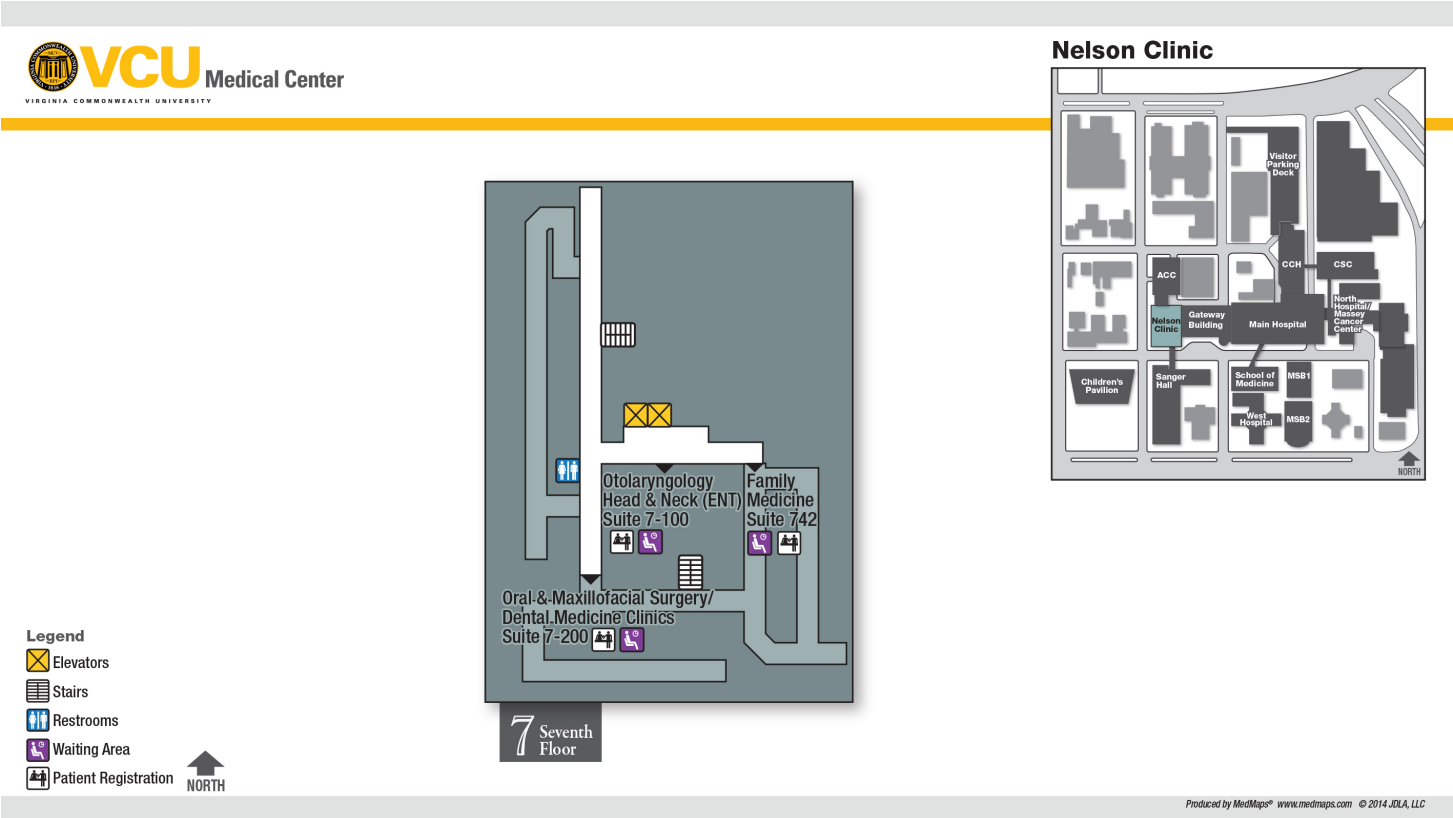 VCU Medical Center
VIRGINIA COMMONWEALTH UNIVERSITY
Nelson Clinic
Visitor
Parking
Deck
CCH
CSC
ACC
Nelson
Clinic
Gateway
Building
Main Hospital
North
Hospital/
Massey
Cancer
Center
Children's
Pavilion
Sanger
Hall
School of
Medicine
MSB1
West
Hospital
MSB2
NORTH
Otolaryngology
Head & Neck (ENT)
Suite 7-100
Family
Medicine
Suite 742
Oral & Maxillofacial Surgery/
Dental Medicine Clinics
Suite 7-200
7 Seventh
Floor
Legend
Elevators
Stairs
Restrooms
Waiting Area
Patient Registration
NORTH
Produced by MedMaps® www.medmaps.com © 2014 JDLA, LLC